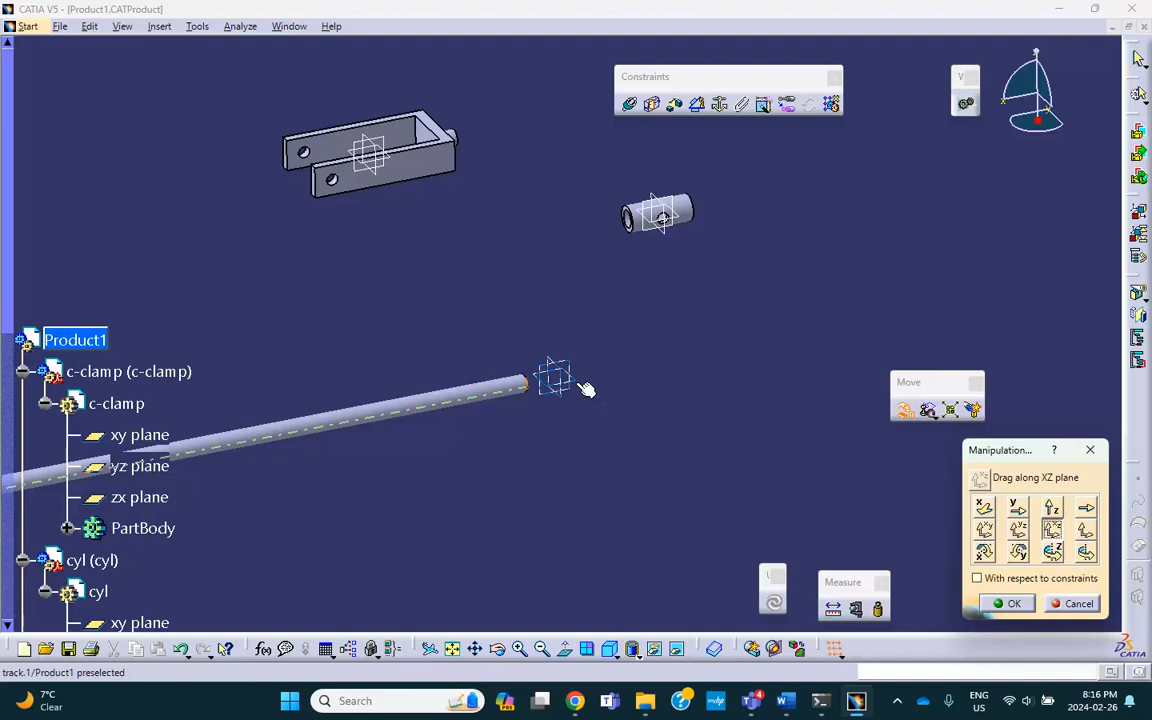 CATIA V5 - [Product1.CATProduct]
Start File Edit View Insert Tools Window Analyze Help
Constraints
V
Product1
c-clamp (c-clamp)
c-clamp
xy plane
yz plane
zx plane
PartBody
cyl (cyl)
cyl
xy plane
Move
Manipulation... ?
Drag along XZ plane
With respect to constraints
OK Cancel
Measure
track.1/Product1 preselected
7°C
Clear
Search
4
ENG
US
8:16 PM
2024-02-26